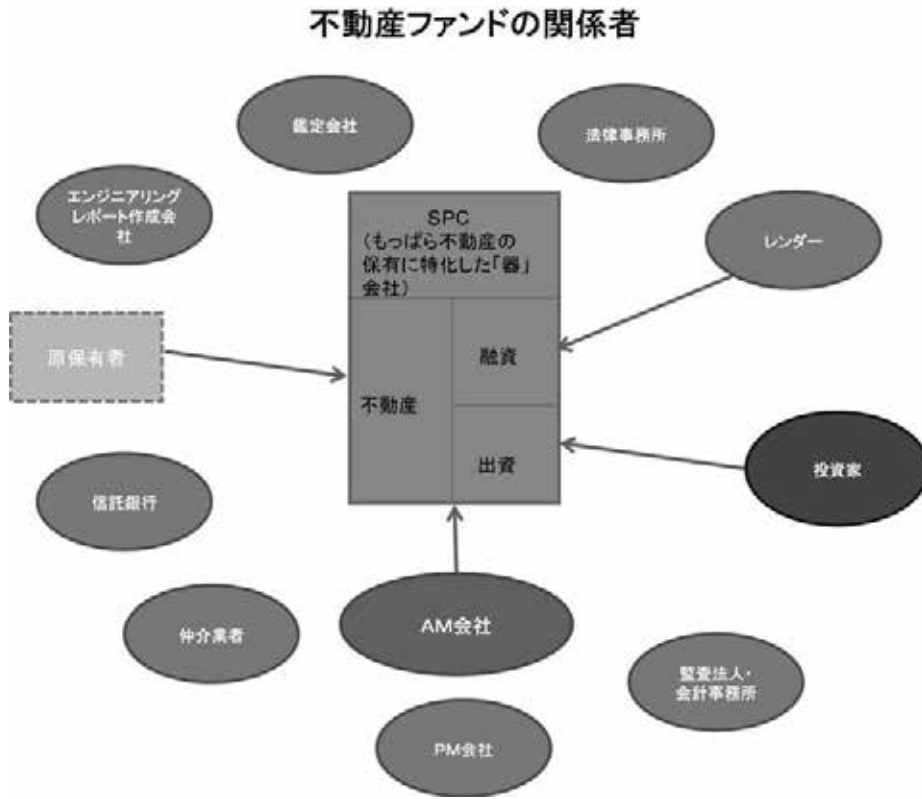 不動産ファンドの関係者
鑑定会社
法律事務所
エンジニアリング
レポート作成会
社
SPC
（もっぱら不動産の
保有に特化した「器」
会社）
レンダー
原保有者
融資
不動産
出資
投資家
信託銀行
仲介業者
AM会社
監査法人・
会計事務所
PM会社